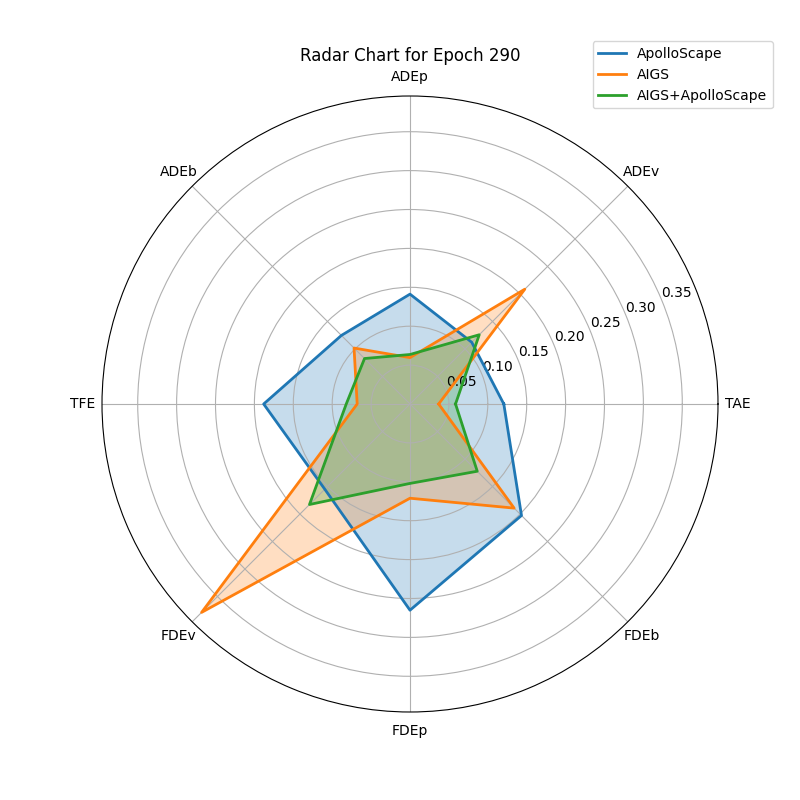 Radar Chart for Epoch 290
ApolloScape
AIGS
AIGS+ApolloScape
ADEp
ADEb
ADEv
0.35
0.30
0.25
0.20
0.15
0.10
0.05
TFE
TAE
FDEv
FDEb
FDEp